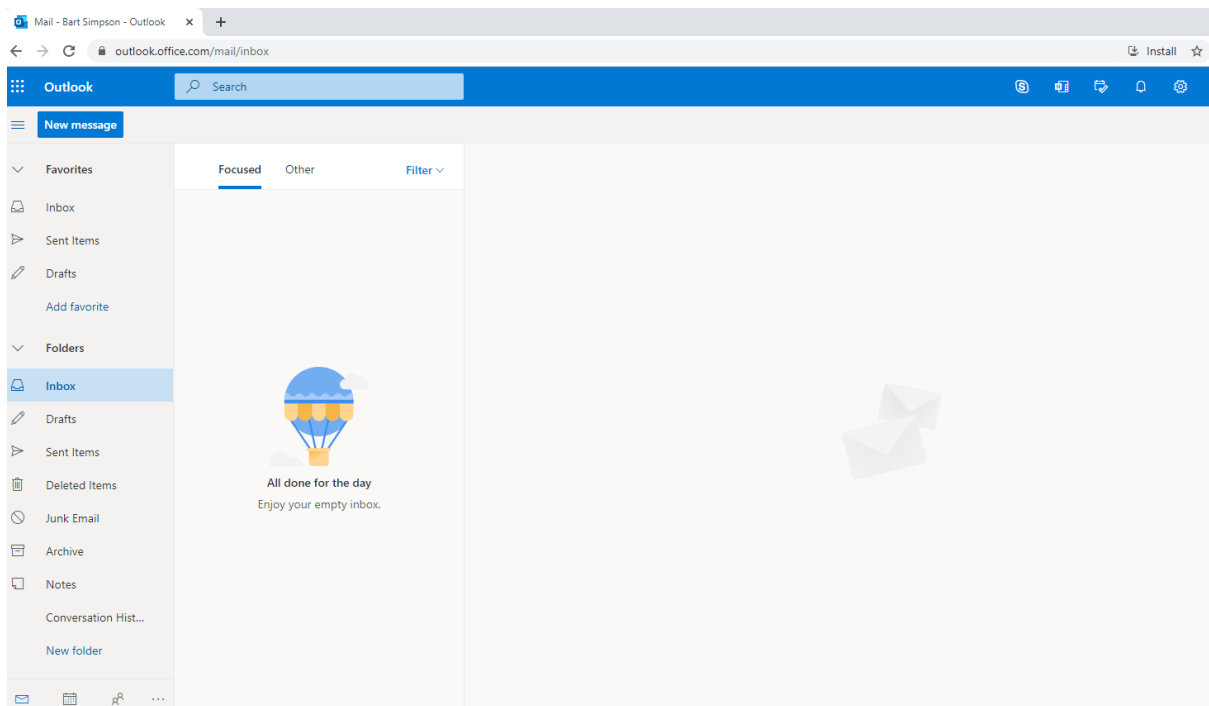 Mail - Bart Simpson - Outlook
outlook.office.com/mail/inbox
Install
Outlook
Search
New message
Favorites
Focused
Other
Filter
Inbox
Sent Items
Drafts
Add favorite
Folders
Inbox
Drafts
Sent Items
Deleted Items
All done for the day
Enjoy your empty inbox.
Junk Email
Archive
Notes
Conversation Hist...
New folder